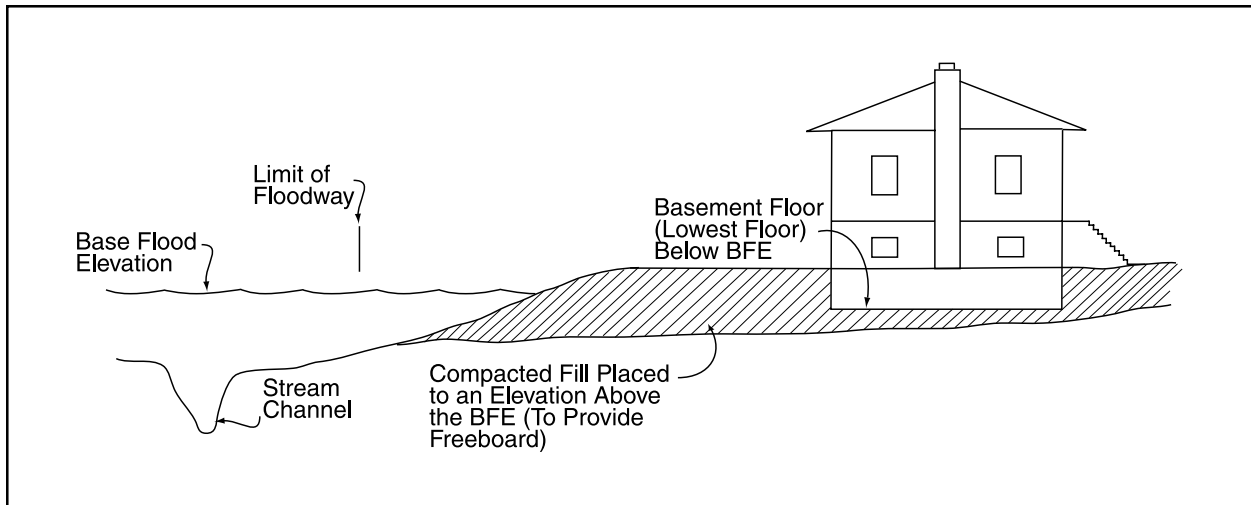 Limit of
Floodway
Base Flood
Elevation
Basement Floor
(Lowest Floor)
Below BFE
Stream
Channel
Compacted Fill Placed
to an Elevation Above
the BFE (To Provide
Freeboard)